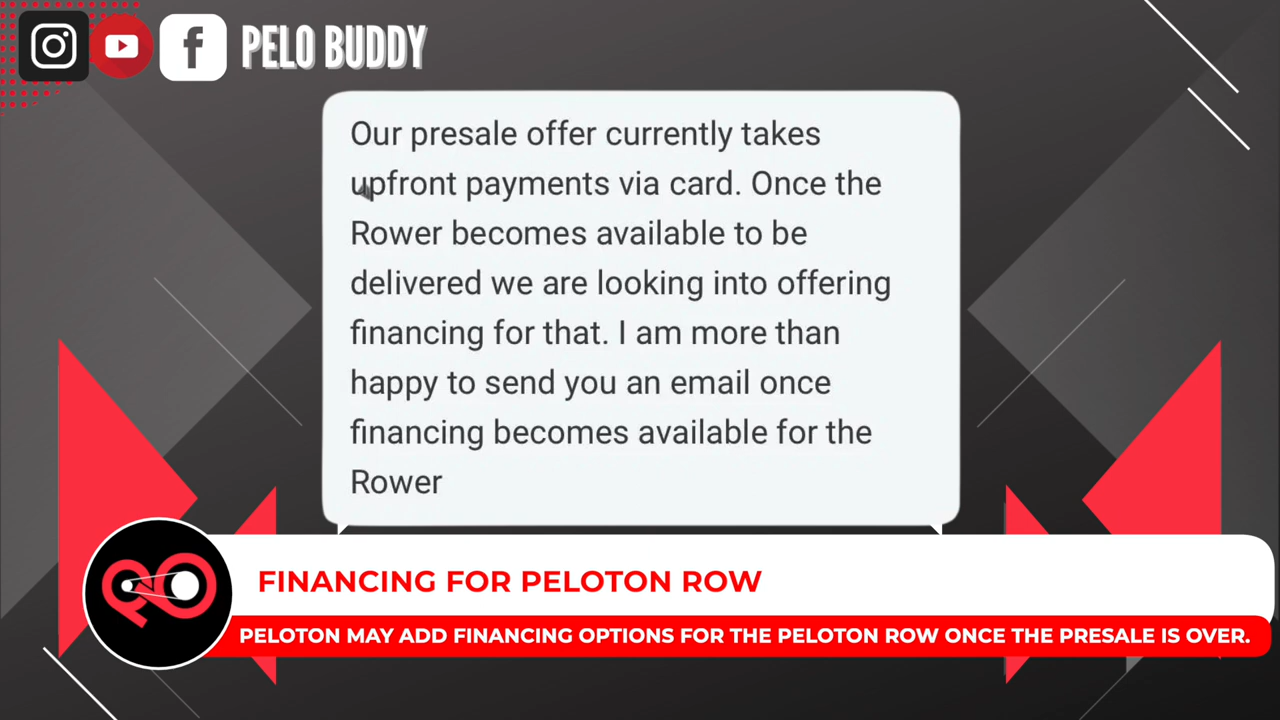 PELO BUDDY
Our presale offer currently takes
upfront payments via card. Once the
Rower becomes available to be
delivered we are looking into offering
financing for that. I am more than
happy to send you an email once
financing becomes available for the
Rower
FINANCING FOR PELOTON ROW
PELOTON MAY ADD FINANCING OPTIONS FOR THE PELOTON ROW ONCE THE PRESALE IS OVER.